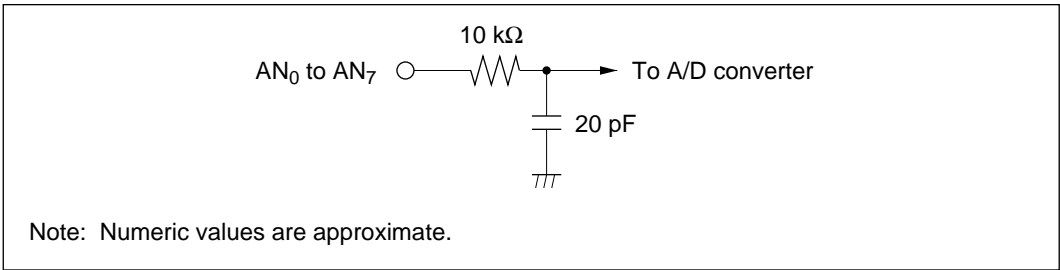 10 kΩ
AN₀ to AN₇ To A/D converter
20 pF
Note: Numeric values are approximate.